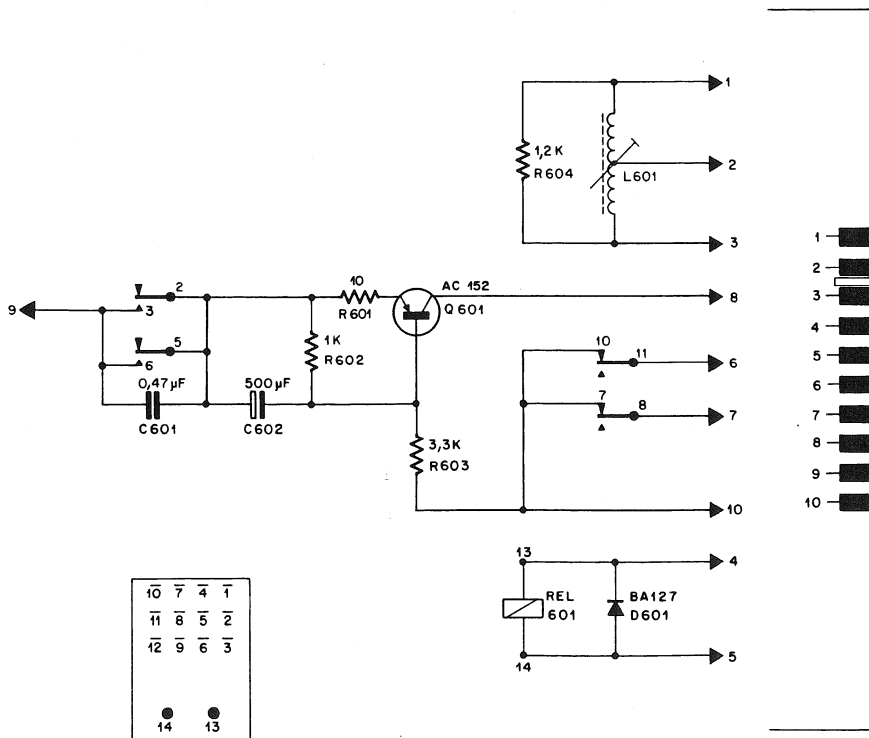 1
1,2K
R604
2
L601
3
1
2
3
4
5
6
7
8
9
10
9
2
3
5
6
10
R601
AC 152
Q601
8
1K
R602
0,47µF
C601
500µF
C602
3,3K
R603
10
11
6
7
8
7
10
13
REL
601
14
BA127
D601
4
5
10 7 4 1
11 8 5 2
12 9 6 3
14 13